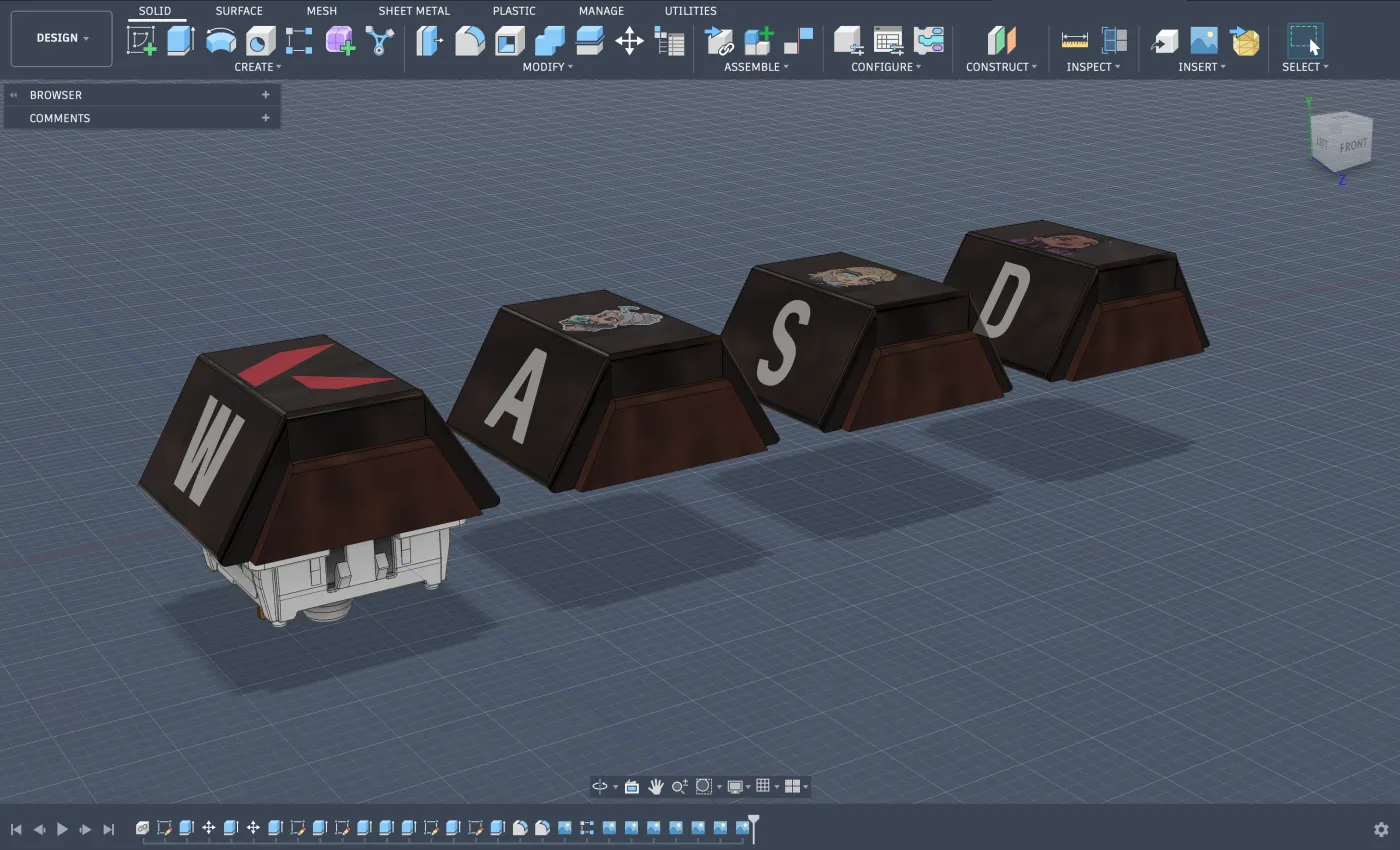 SOLID SURFACE MESH SHEET METAL PLASTIC MANAGE UTILITIES
DESIGN
CREATE MODIFY ASSEMBLE CONFIGURE CONSTRUCT INSPECT INSERT SELECT
BROWSER
COMMENTS
Y
LEFT FRONT
Z
W A S D